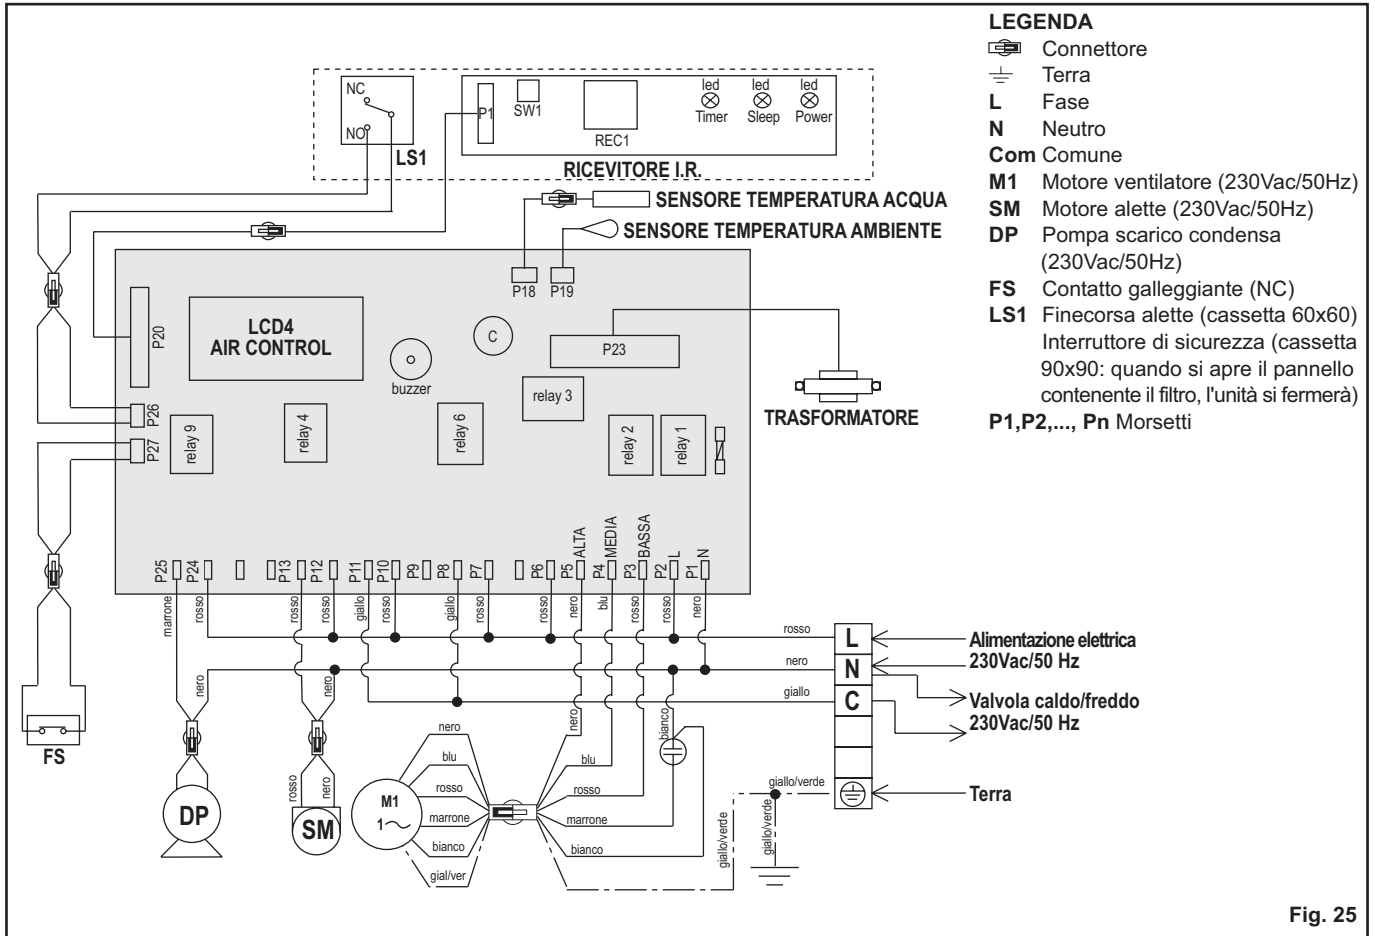 LEGENDA
Connettore
Terra
L Fase
N Neutro
Com Comune
M1 Motore ventilatore (230Vac/50Hz)
SM Motore alette (230Vac/50Hz)
DP Pompa scarico condensa
(230Vac/50Hz)
FS Contatto galleggiante (NC)
LS1 Finecorsa alette (cassetta 60x60)
Interruttore di sicurezza (cassetta
90x90: quando si apre il pannello
contenente il filtro, l'unità si fermerà)
P1,P2,..., Pn Morsetti
NC
NO
LS1
P1
SW1
REC1
led
Timer
led
Sleep
led
Power
RICEVITORE I.R.
SENSORE TEMPERATURA ACQUA
SENSORE TEMPERATURA AMBIENTE
P18
P19
P20
LCD4
AIR CONTROL
buzzer
C
P23
TRASFORMATORE
P26
P27
relay 9
relay 4
relay 6
relay 3
relay 2
relay 1
P25
P24
P13
P12
P11
P10
P9
P8
P7
P6
P5
ALTA
P4
MEDIA
P3
BASSA
P2
L
P1
N
marrone
rosso
rosso
rosso
giallo
rosso
giallo
rosso
rosso
nero
blu
rosso
rosso
nero
rosso
L
Alimentazione elettrica
230Vac/50 Hz
nero
N
giallo
C
Valvola caldo/freddo
230Vac/50 Hz
nero
nero
nero
bianco
FS
DP
rosso
nero
SM
M1
1
nero
blu
rosso
marrone
bianco
gial/ver
blu
rosso
marrone
bianco
giallo/verde
giallo/verde
giallo/verde
Terra
Fig. 25